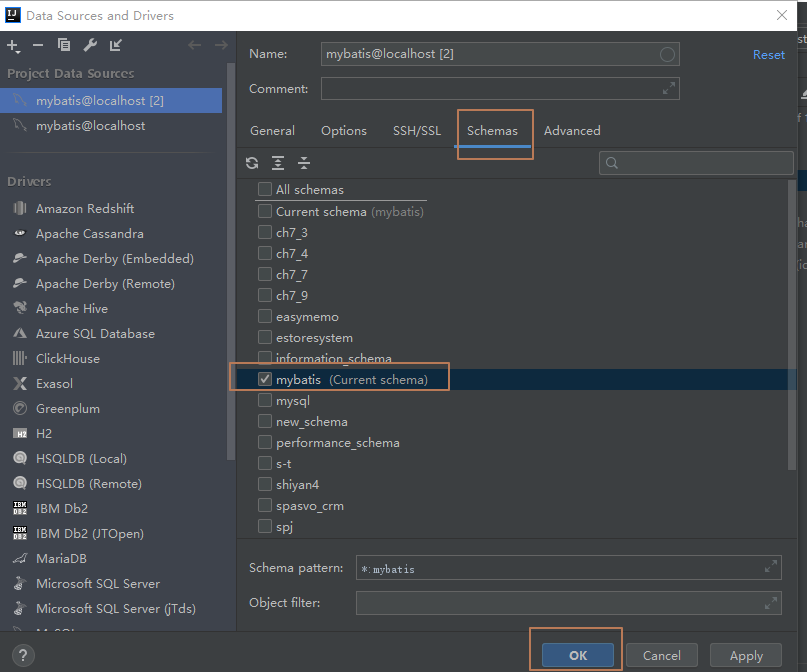 Data Sources and Drivers
Project Data Sources
mybatis@localhost [2]
mybatis@localhost
Drivers
Amazon Redshift
Apache Cassandra
Apache Derby (Embedded)
Apache Derby (Remote)
Apache Hive
Azure SQL Database
ClickHouse
Exasol
Greenplum
H2
HSQLDB (Local)
HSQLDB (Remote)
IBM Db2
IBM Db2 (JTOpen)
MariaDB
Microsoft SQL Server
Microsoft SQL Server (jTds)
Name: mybatis@localhost [2] Reset
Comment:
General Options SSH/SSL Schemas Advanced
All schemas
Current schema (mybatis)
ch7_3
ch7_4
ch7_7
ch7_9
easymemo
estoresystem
information_schema
mybatis (Current schema)
mysql
new_schema
performance_schema
s-t
shiyan4
spasvo_crm
spj
Schema pattern: *:mybatis
Object filter:
? OK Cancel Apply